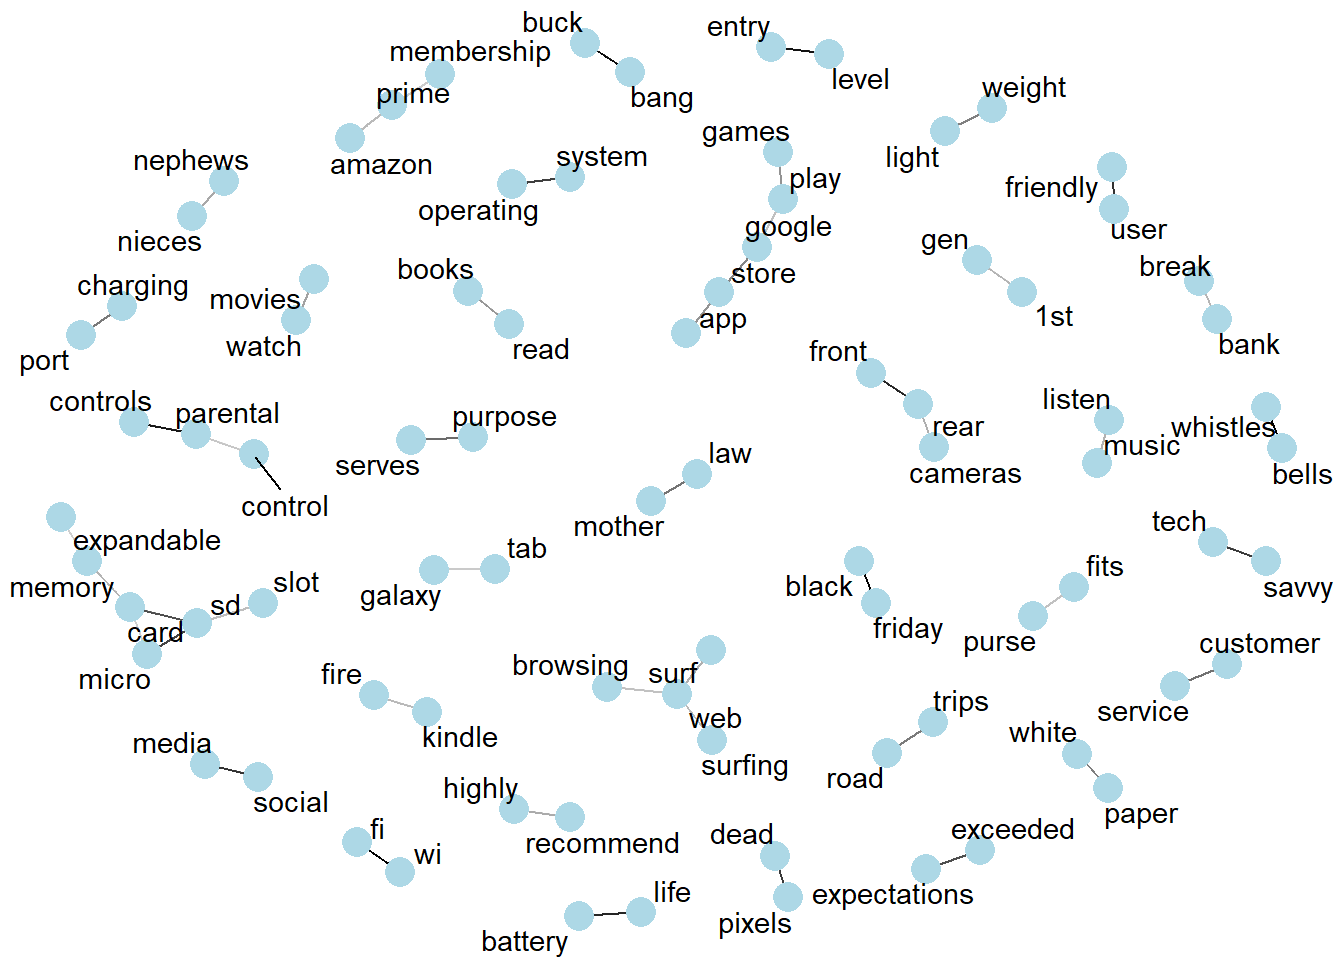 buck
entry
membership
level
weight
prime
bang
games
nephews
system
light
amazon
play
friendly
operating
google
user
nieces
gen
books
store
break
charging
movies
app
1st
watch
read
bank
port
front
controls
parental
purpose
listen
whistles
rear
music
serves
law
cameras
bells
control
mother
tech
expandable
tab
fits
memory
slot
black
savvy
galaxy
sd
card
friday
purse
customer
micro
browsing
surf
fire
trips
service
web
white
kindle
media
surfing
road
highly
social
paper
fi
dead
exceeded
recommend
wi
life
expectations
battery
pixels